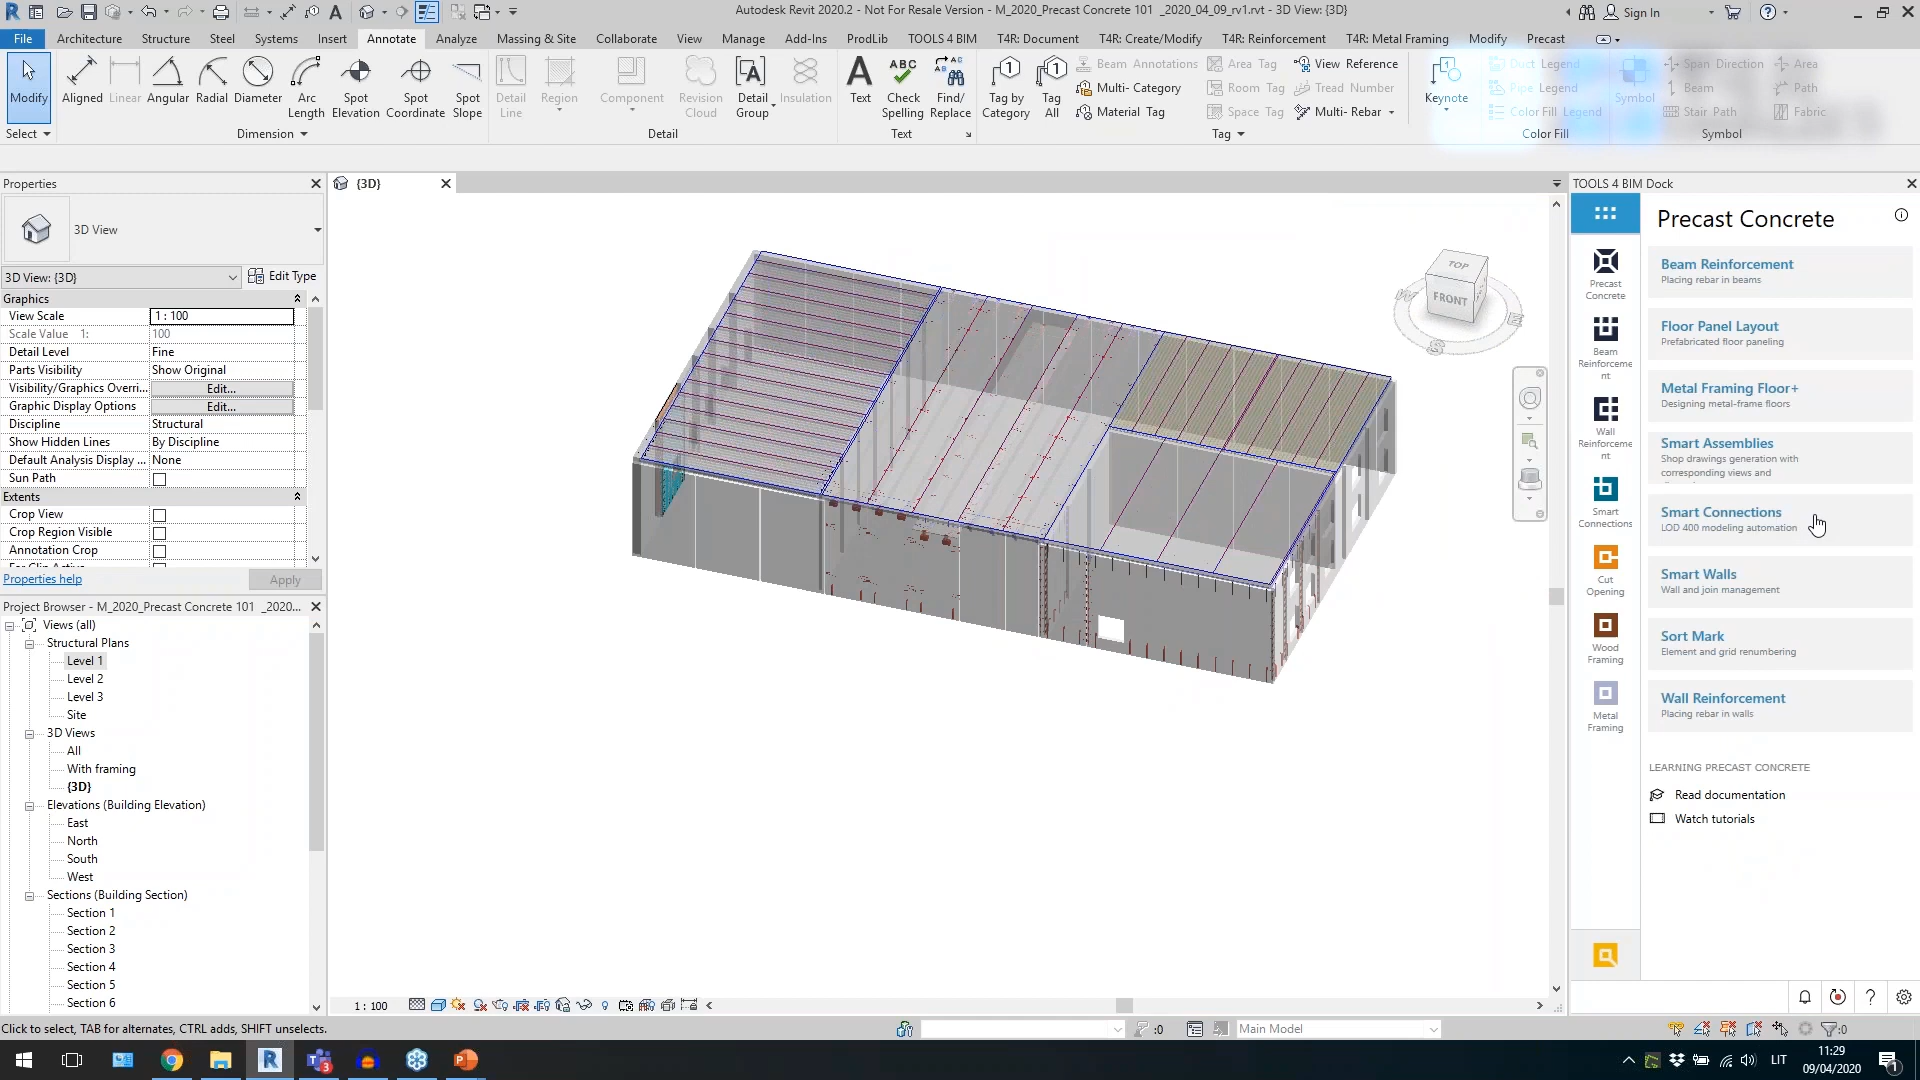 Autodesk Revit 2020.2 - Not For Resale Version - M_2020_Precast Concrete 101 _2020_04_09_rv1.rvt - 3D View: {3D}
Sign In
File Architecture Structure Steel Systems Insert Annotate Analyze Massing & Site Collaborate View Manage Add-Ins ProdLib TOOLS 4 BIM T4R: Document T4R: Create/Modify T4R: Reinforcement T4R: Metal Framing Modify Precast
Modify
Aligned Linear Angular Radial Diameter Arc Length Spot Elevation Spot Coordinate Spot Slope
Detail Line Region Component Revision Cloud Detail Group Insulation
Text Check Spelling Find/ Replace
Tag by Category Tag All
Beam Annotations Area Tag View Reference
Multi- Category Room Tag Tread Number
Material Tag Space Tag Multi- Rebar
Keynote
Duct Legend
Pipe Legend
Color Fill Legend
Symbol
Span Direction Area
Beam Path
Stair Path Fabric
Select Dimension Detail Text Tag Color Fill Symbol
Properties
3D View
3D View: {3D} Edit Type
Graphics
View Scale 1 : 100
Scale Value 1: 100
Detail Level Fine
Parts Visibility Show Original
Visibility/Graphics Overri... Edit...
Graphic Display Options Edit...
Discipline Structural
Show Hidden Lines By Discipline
Default Analysis Display ... None
Sun Path
Extents
Crop View
Crop Region Visible
Annotation Crop
Properties help Apply
Project Browser - M_2020_Precast Concrete 101 _2020...
Views (all)
Structural Plans
Level 1
Level 2
Level 3
Site
3D Views
All
With framing
{3D}
Elevations (Building Elevation)
East
North
South
West
Sections (Building Section)
Section 1
Section 2
Section 3
Section 4
Section 5
Section 6
{3D}
TOP
FRONT
W
S
1 : 100
TOOLS 4 BIM Dock
Precast Concrete
Beam Reinforcement
Wall Reinforcement
Smart Connections
Cut Opening
Wood Framing
Metal Framing
Precast Concrete
Beam Reinforcement
Placing rebar in beams
Floor Panel Layout
Prefabricated floor paneling
Metal Framing Floor+
Designing metal-frame floors
Smart Assemblies
Shop drawings generation with
corresponding views and
Smart Connections
LOD 400 modeling automation
Smart Walls
Wall and join management
Sort Mark
Element and grid renumbering
Wall Reinforcement
Placing rebar in walls
LEARNING PRECAST CONCRETE
Read documentation
Watch tutorials
Click to select, TAB for alternates, CTRL adds, SHIFT unselects.
:0
Main Model
:0
LIT
11:29
09/04/2020